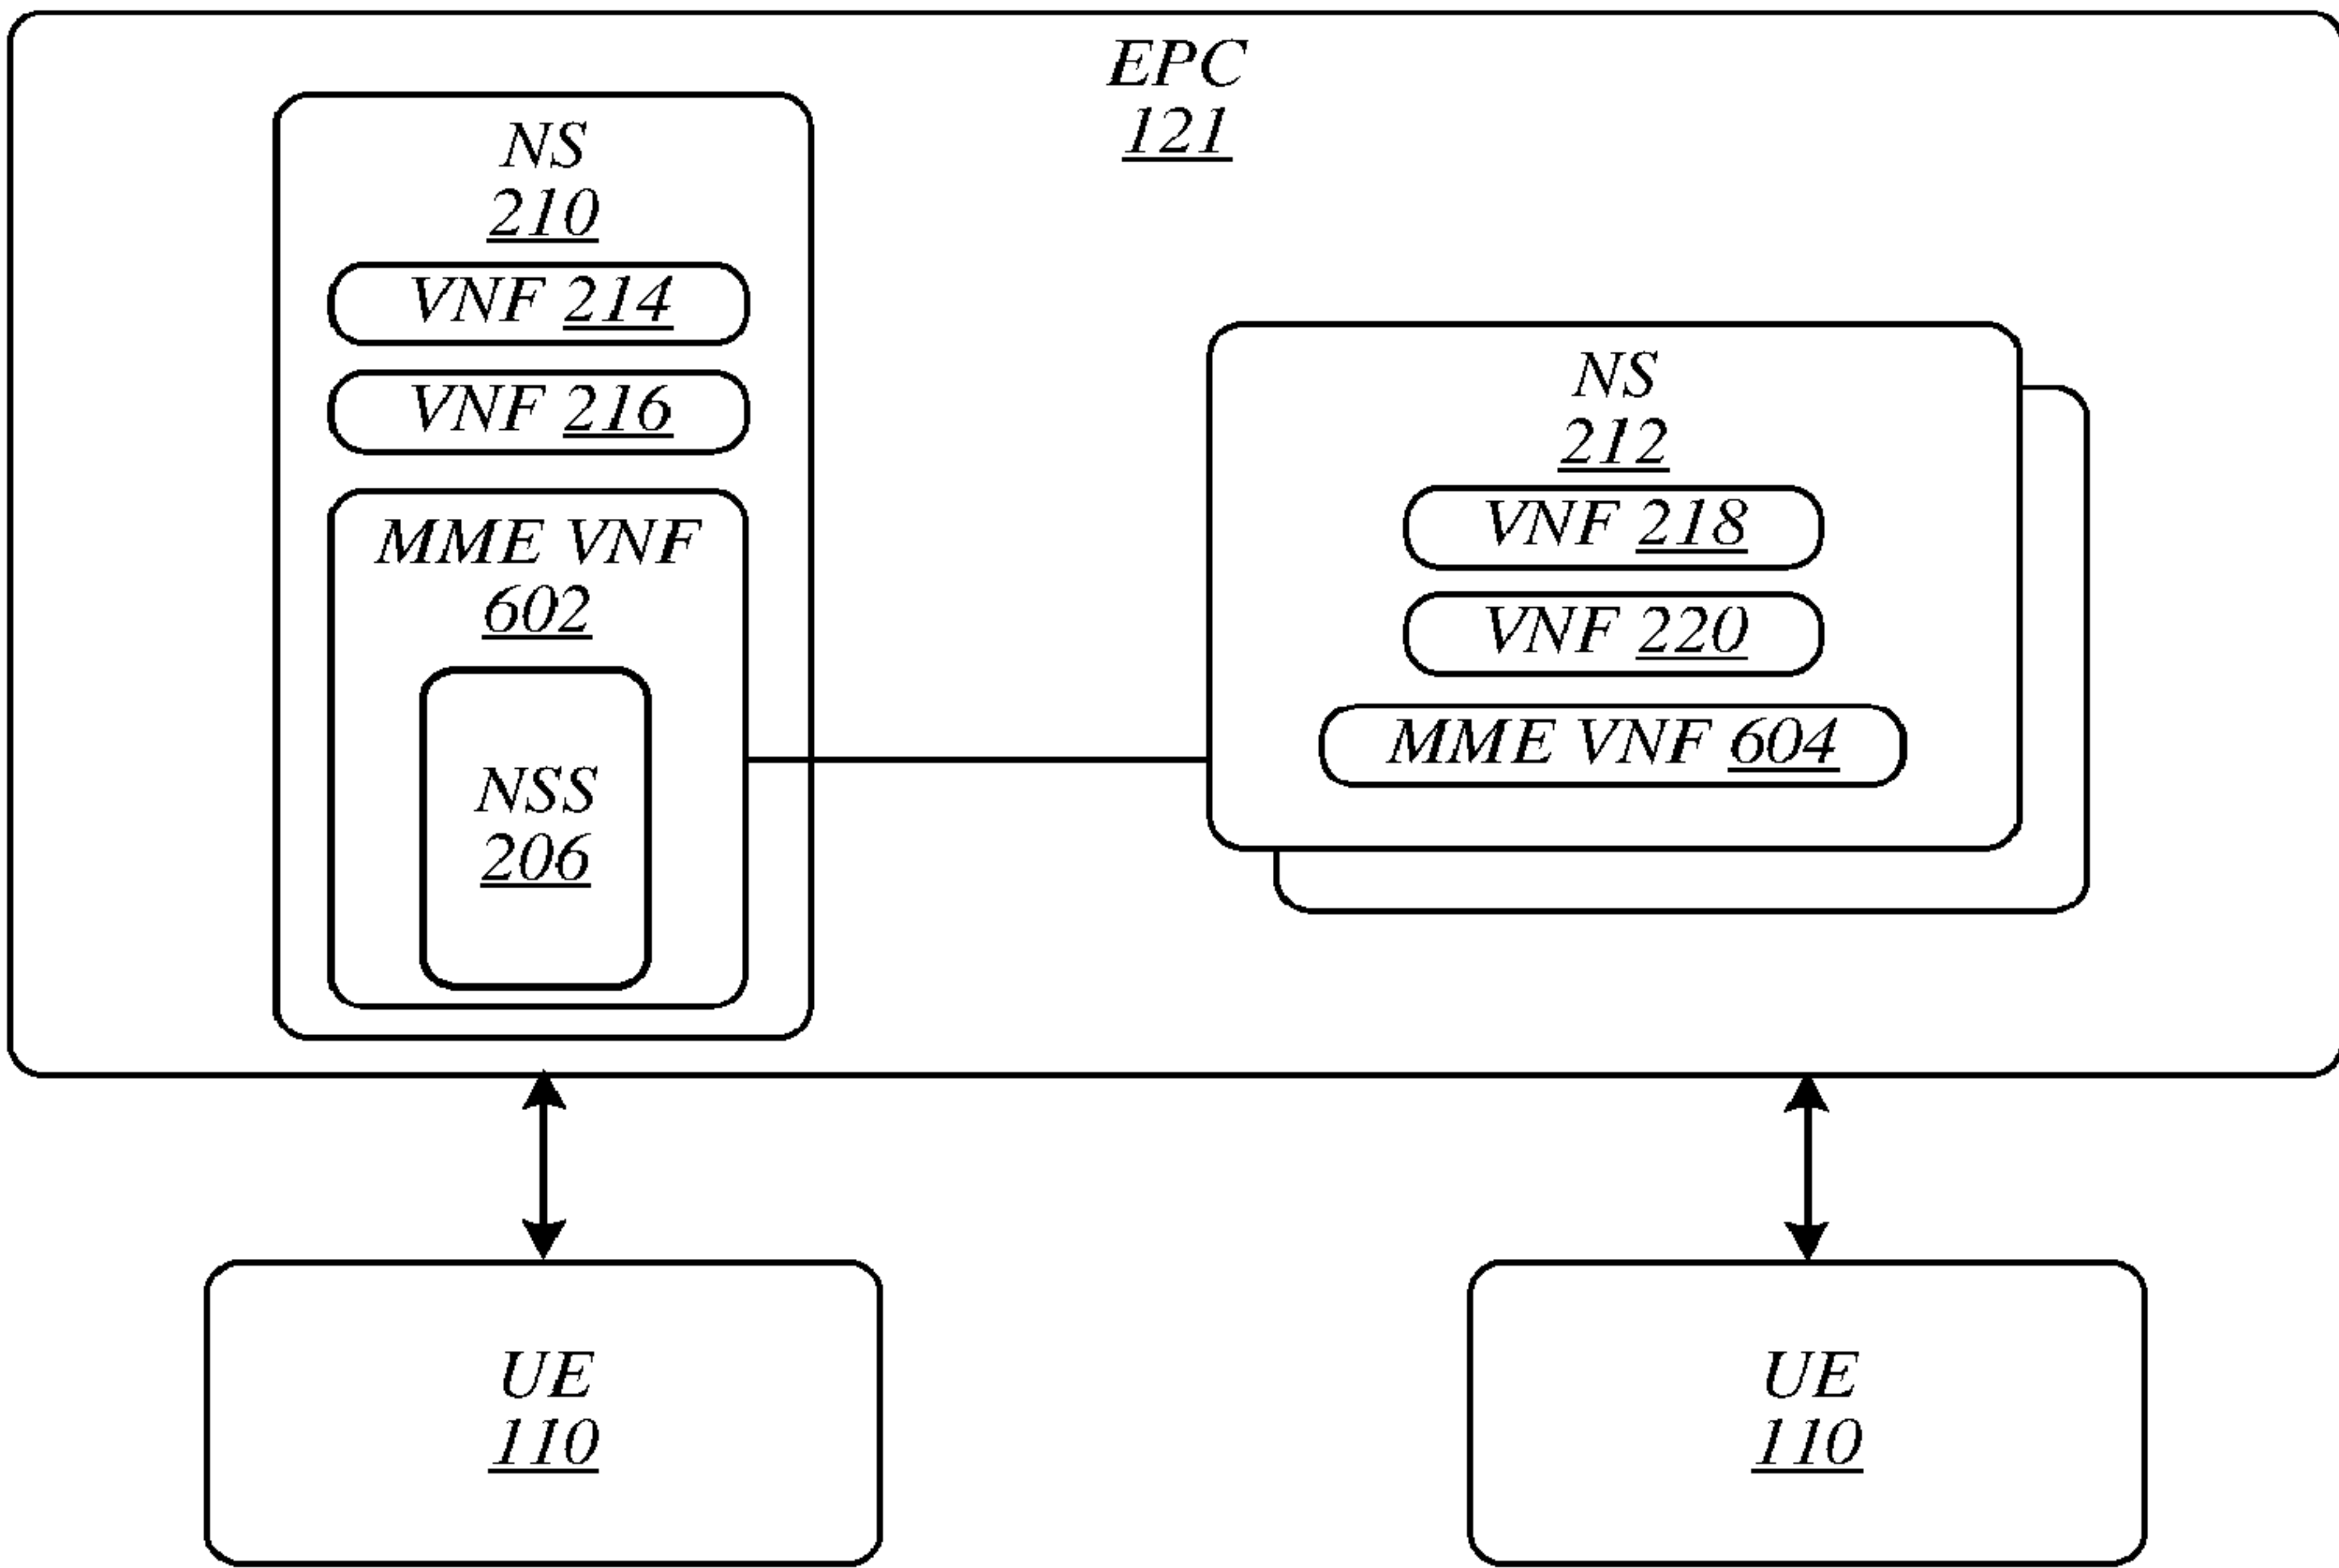 EPC
121
NS
210
VNF 214
VNF 216
MME VNF
602
NSS
206
NS
212
VNF 218
VNF 220
MME VNF 604
UE
110
UE
110